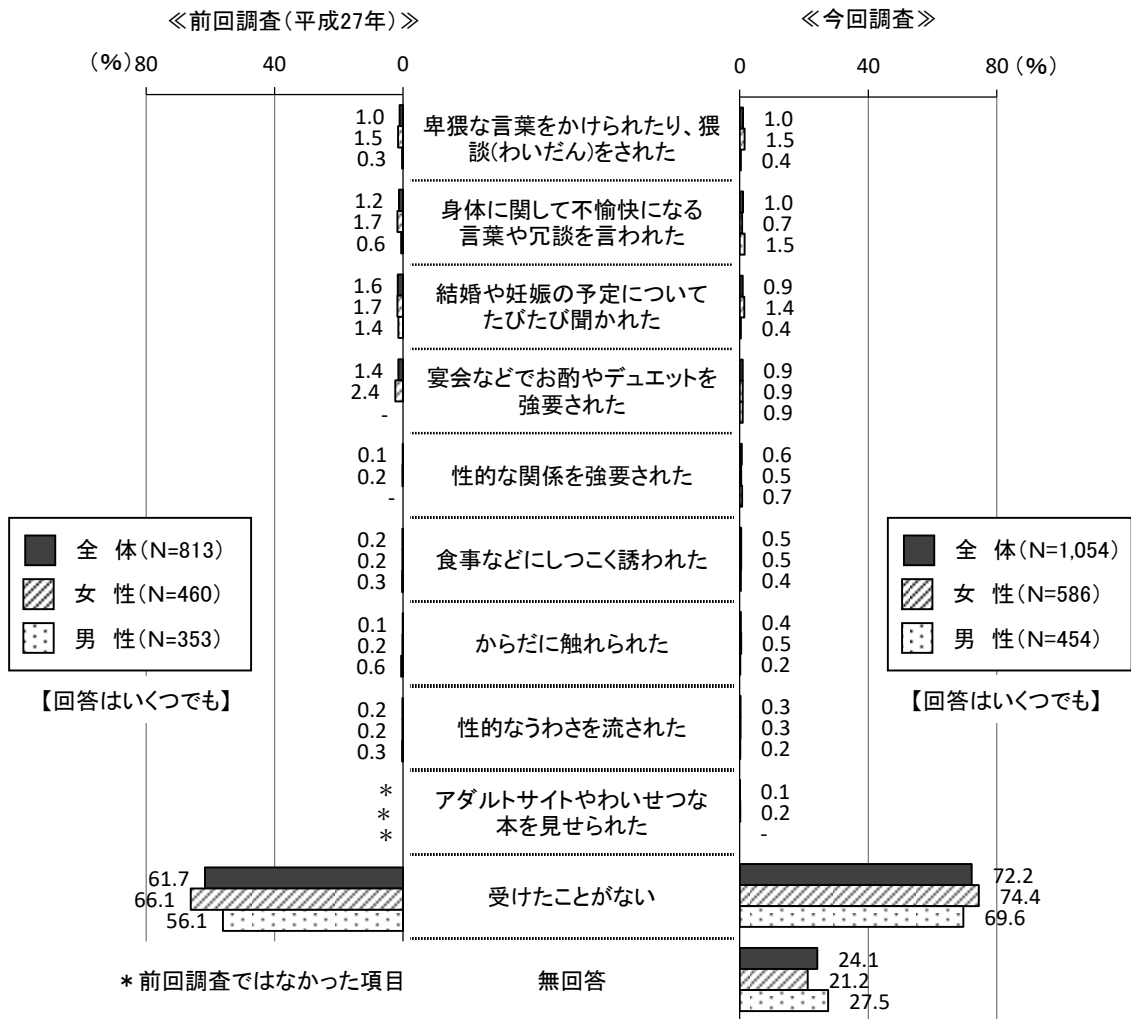 ≪前回調査(平成27年)≫
≪今回調査≫
(%)80 40 0
0 40 80 (%)
1.0
1.5
0.3
卑猥な言葉をかけられたり、猥
談(わいだん)をされた
1.0
1.5
0.4
1.2
1.7
0.6
身体に関して不愉快になる
言葉や冗談を言われた
1.0
0.7
1.5
1.6
1.7
1.4
結婚や妊娠の予定について
たびたび聞かれた
0.9
1.4
0.4
1.4
2.4
-
宴会などでお酌やデュエットを
強要された
0.9
0.9
0.9
0.1
0.2
-
性的な関係を強要された
0.6
0.5
0.7
0.2
0.2
0.3
食事などにしつこく誘われた
0.5
0.5
0.4
0.1
0.2
0.6
からだに触れられた
0.4
0.5
0.2
0.2
0.2
0.3
性的なうわさを流された
0.3
0.3
0.2
*
*
*
アダルトサイトやわいせつな
本を見せられた
0.1
0.2
-
61.7
66.1
56.1
受けたことがない
72.2
74.4
69.6
無回答
24.1
21.2
27.5
全 体(N=813)
女 性(N=460)
男 性(N=353)
【回答はいくつでも】
全 体(N=1,054)
女 性(N=586)
男 性(N=454)
【回答はいくつでも】
*前回調査ではなかった項目